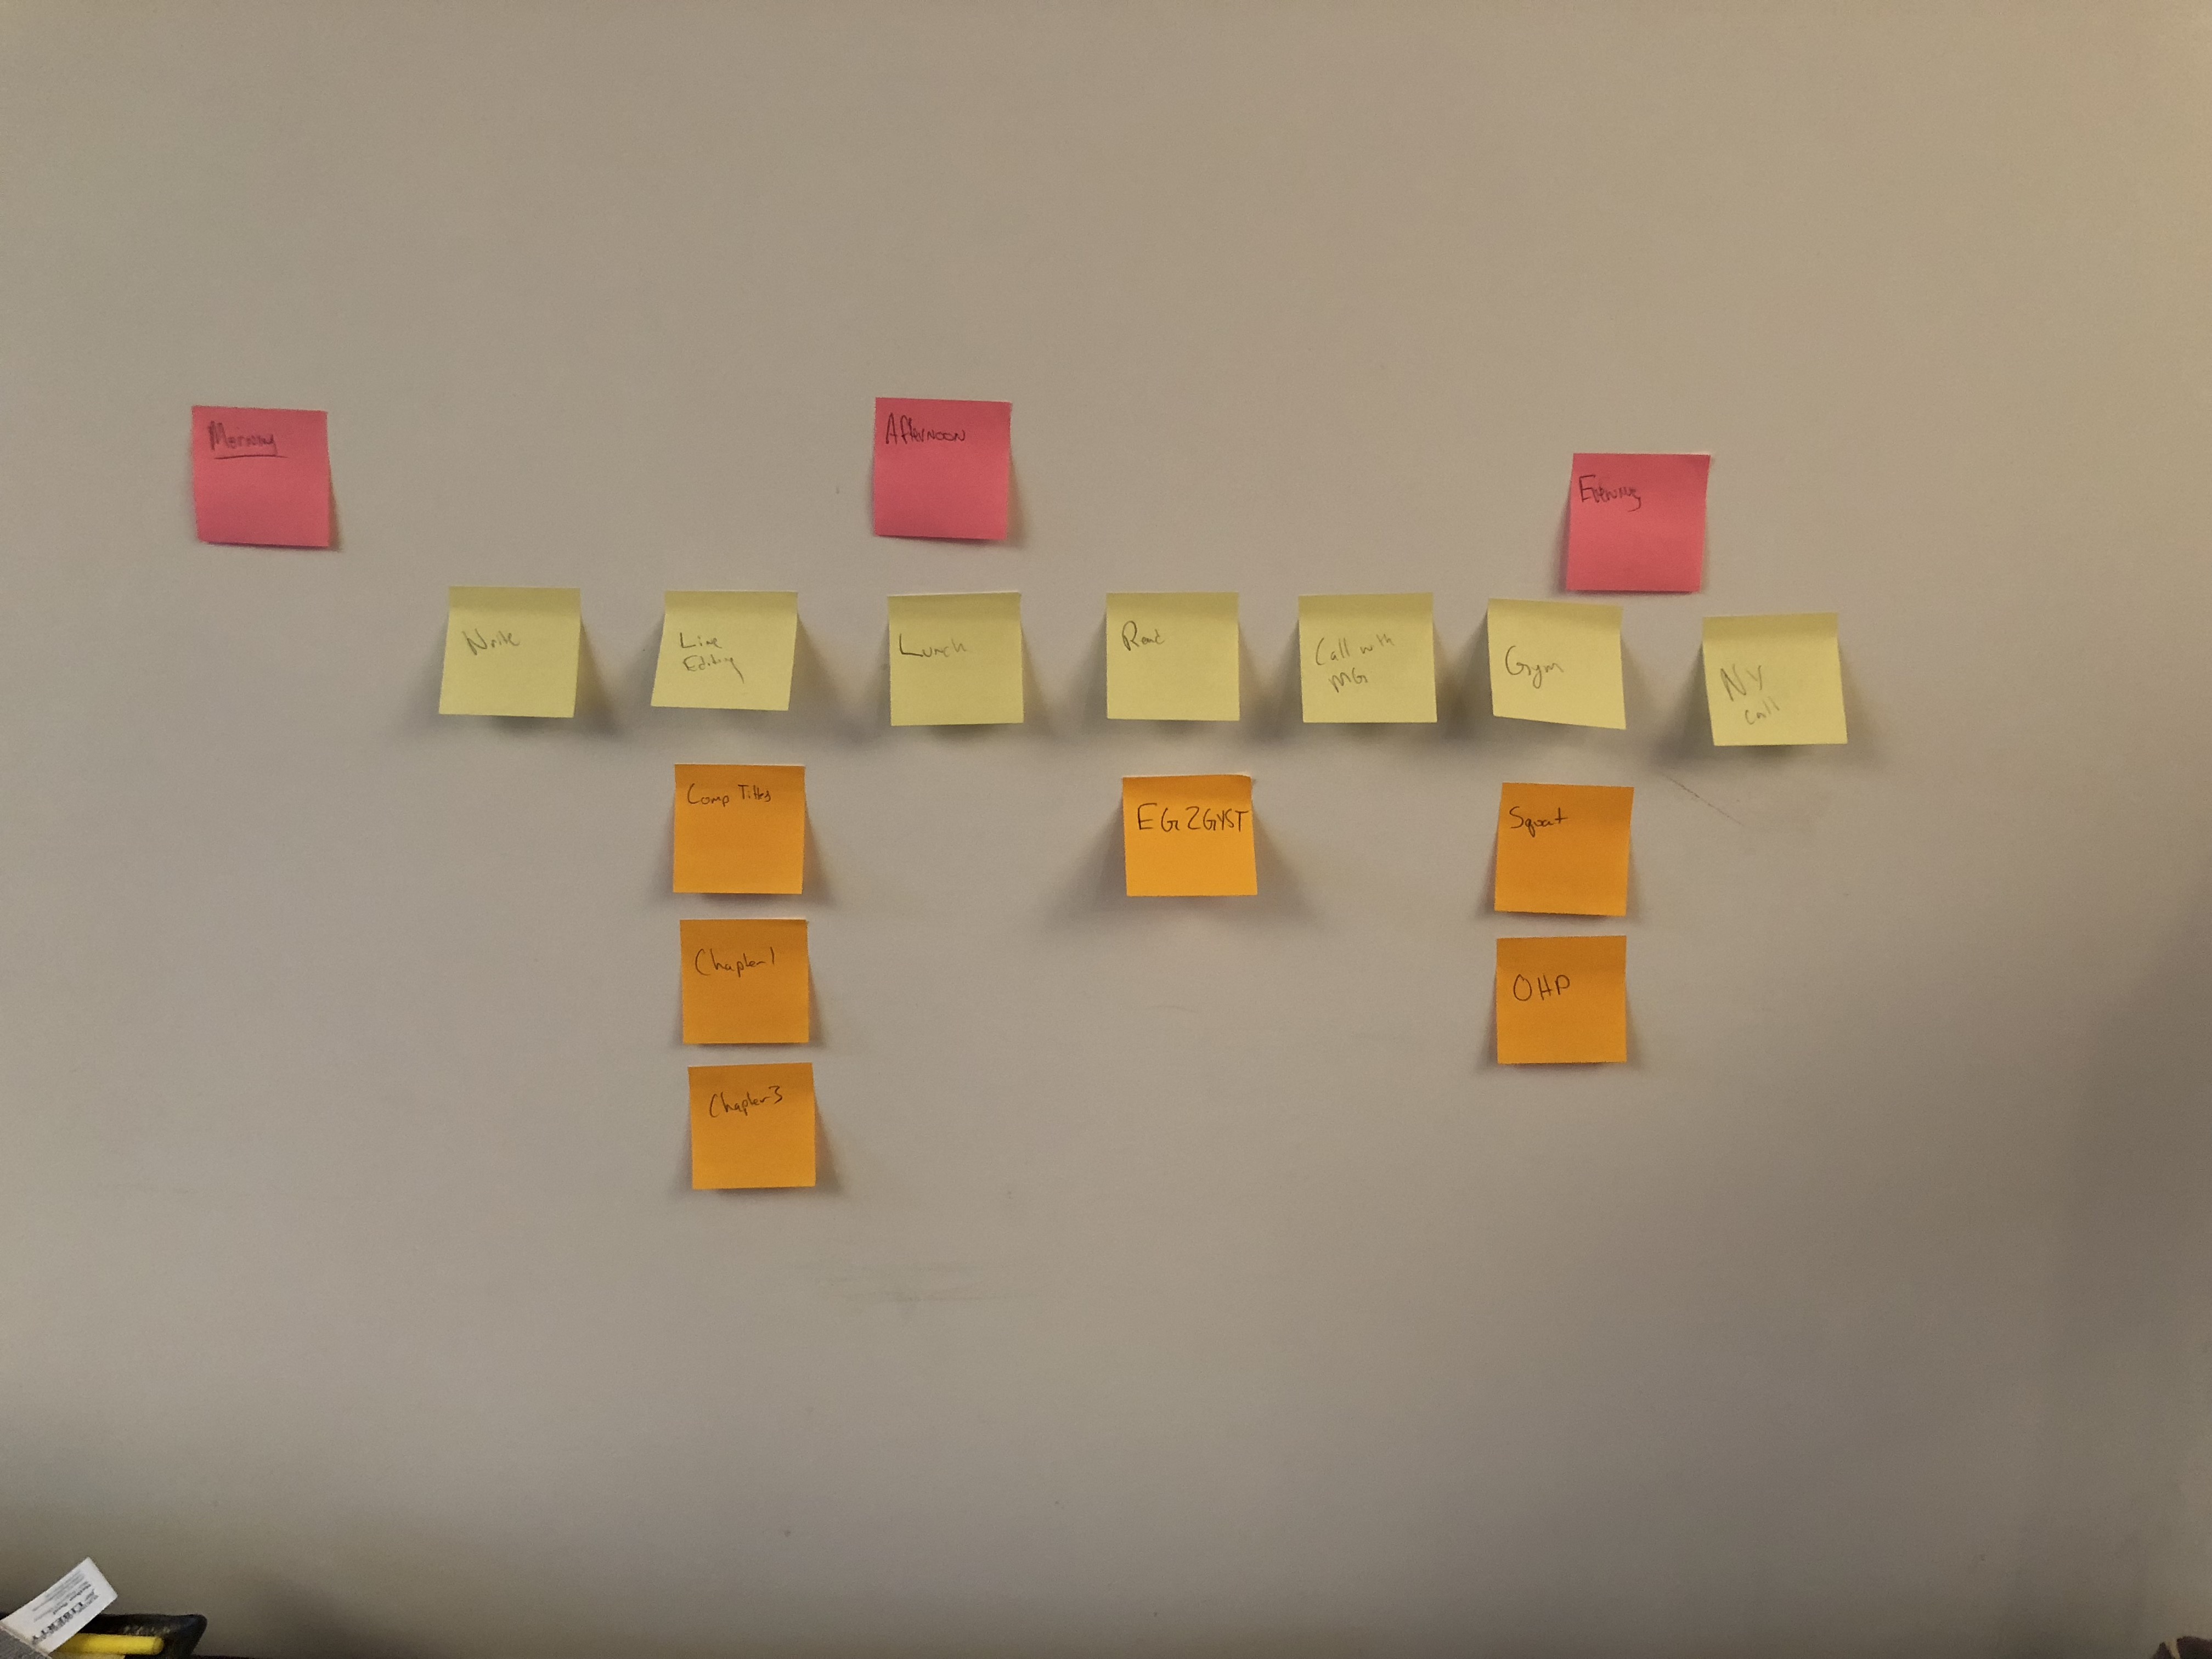 Morning
Afternoon
Evening
Write
Line
Editing
Lunch
Read
Call with
MG
Gym
NY
Call
Comp Titles
EG2GYST
Squat
Chapter 1
OHP
Chapter 3
LIBERTY